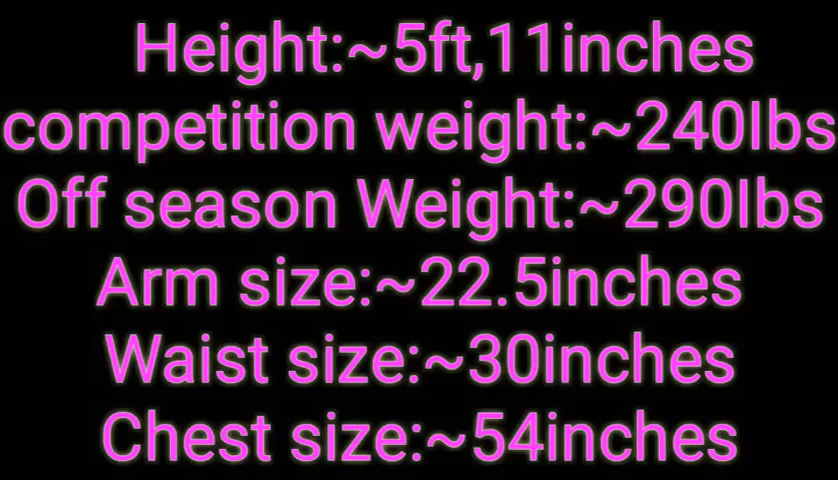 Height:~5ft,11inches
competition weight:~240lbs
Off season Weight:~290lbs
Arm size:~22.5inches
Waist size:~30inches
Chest size:~54inches